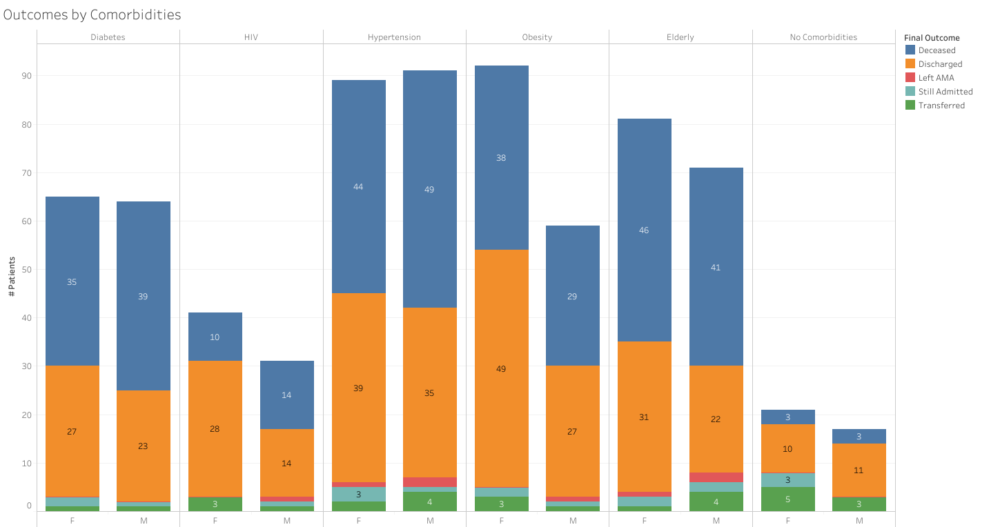 Outcomes by Comorbidities
Diabetes HIV Hypertension Obesity Elderly No Comorbidities
Final Outcome
Deceased
Discharged
Left AMA
Still Admitted
Transferred
# Patients
90
80
70
60
50
40
30
20
10
0
35 27
39 23
10 28 3
14 14
44 39 3
49 35 4
38 49 3
29 27
46 31
41 22 4
3 10 3 5
3 11 3
F M F M F M F M F M F M